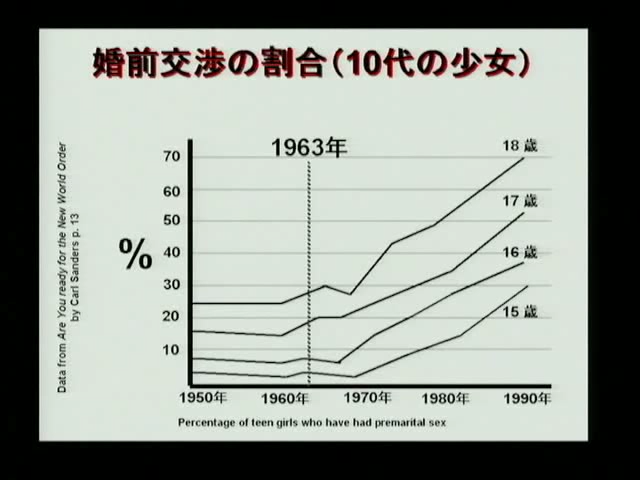 婚前交渉の割合(10代の少女)
1963年
18 歳
70
60
17 歳
50
%
40
16 歳
30
15 歳
20
10
1950年 1960年 1970年 1980年 1990年
Percentage of teen girls who have had premarital sex
Data from Are You ready for the New World Order
by Carl Sanders p. 13